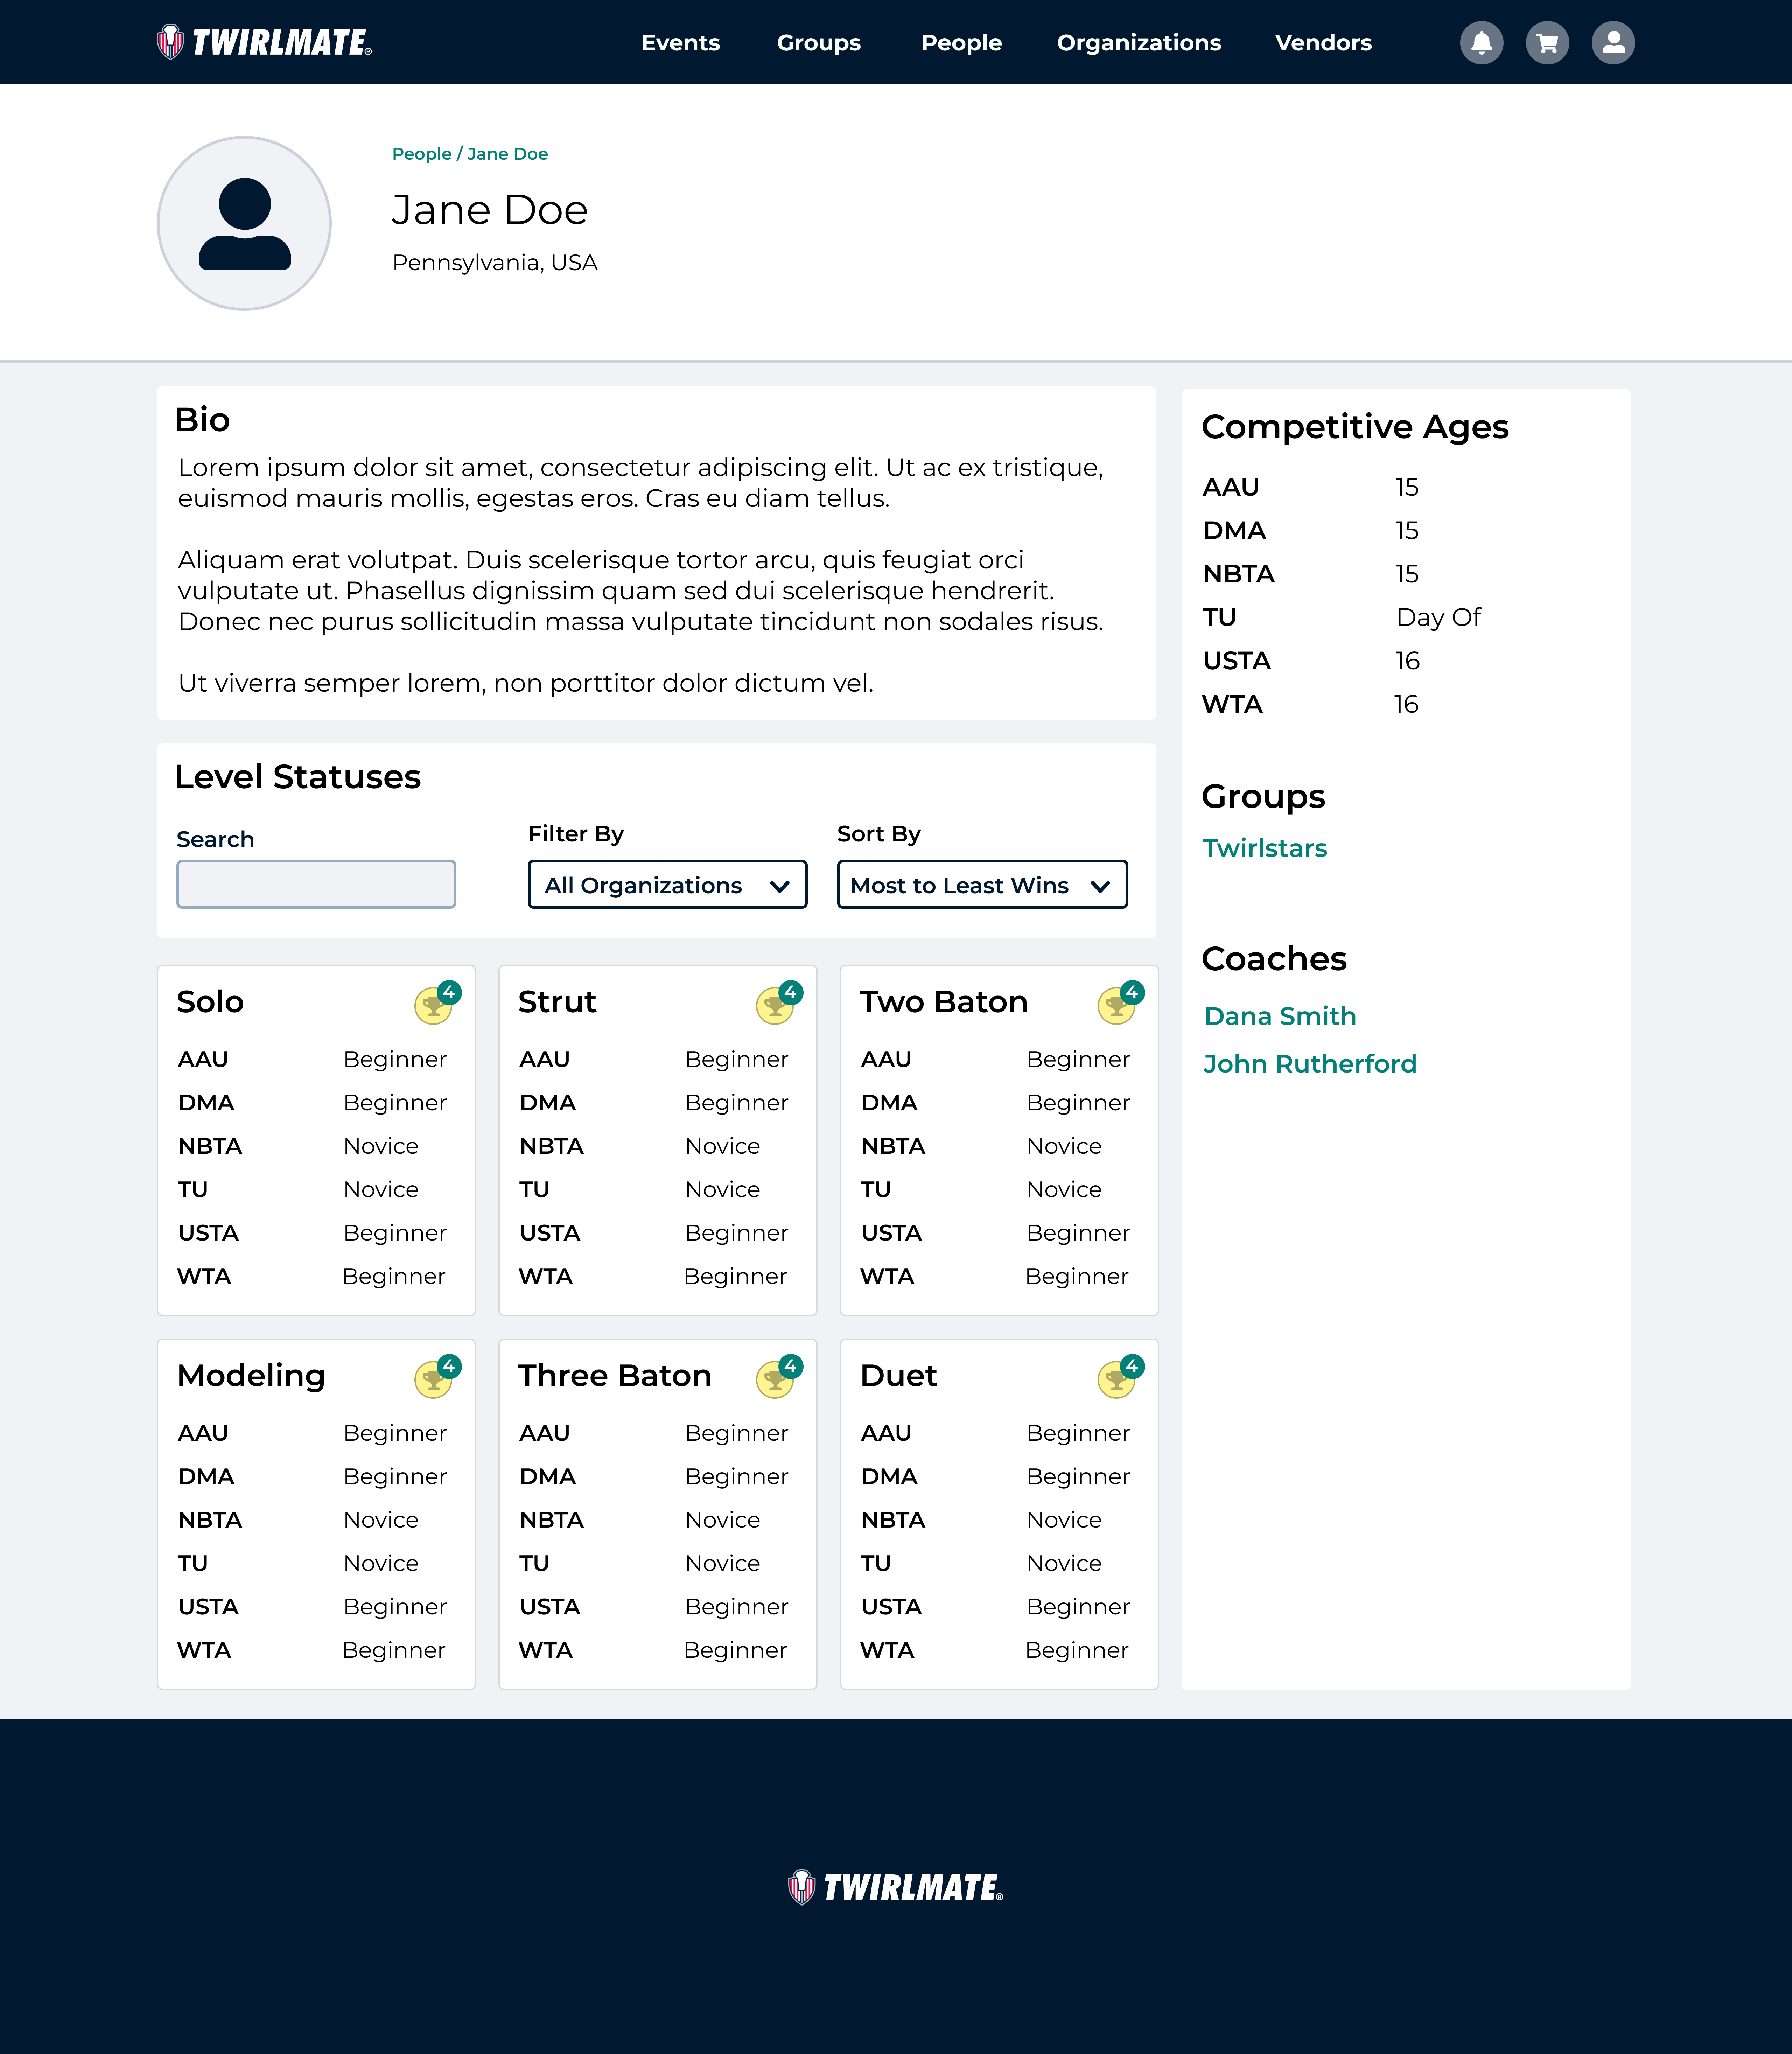 TWIRLMATE®
Events Groups People Organizations Vendors
People / Jane Doe
Jane Doe
Pennsylvania, USA
Bio
Lorem ipsum dolor sit amet, consectetur adipiscing elit. Ut ac ex tristique,
euismod mauris mollis, egestas eros. Cras eu diam tellus.
Aliquam erat volutpat. Duis scelerisque tortor arcu, quis feugiat orci
vulputate ut. Phasellus dignissim quam sed dui scelerisque hendrerit.
Donec nec purus sollicitudin massa vulputate tincidunt non sodales risus.
Ut viverra semper lorem, non porttitor dolor dictum vel.
Level Statuses
Search
Filter By
All Organizations
Sort By
Most to Least Wins
Solo 4
AAU Beginner
DMA Beginner
NBTA Novice
TU Novice
USTA Beginner
WTA Beginner
Strut 4
AAU Beginner
DMA Beginner
NBTA Novice
TU Novice
USTA Beginner
WTA Beginner
Two Baton 4
AAU Beginner
DMA Beginner
NBTA Novice
TU Novice
USTA Beginner
WTA Beginner
Modeling 4
AAU Beginner
DMA Beginner
NBTA Novice
TU Novice
USTA Beginner
WTA Beginner
Three Baton 4
AAU Beginner
DMA Beginner
NBTA Novice
TU Novice
USTA Beginner
WTA Beginner
Duet 4
AAU Beginner
DMA Beginner
NBTA Novice
TU Novice
USTA Beginner
WTA Beginner
Competitive Ages
AAU 15
DMA 15
NBTA 15
TU Day Of
USTA 16
WTA 16
Groups
Twirlstars
Coaches
Dana Smith
John Rutherford
TWIRLMATE®